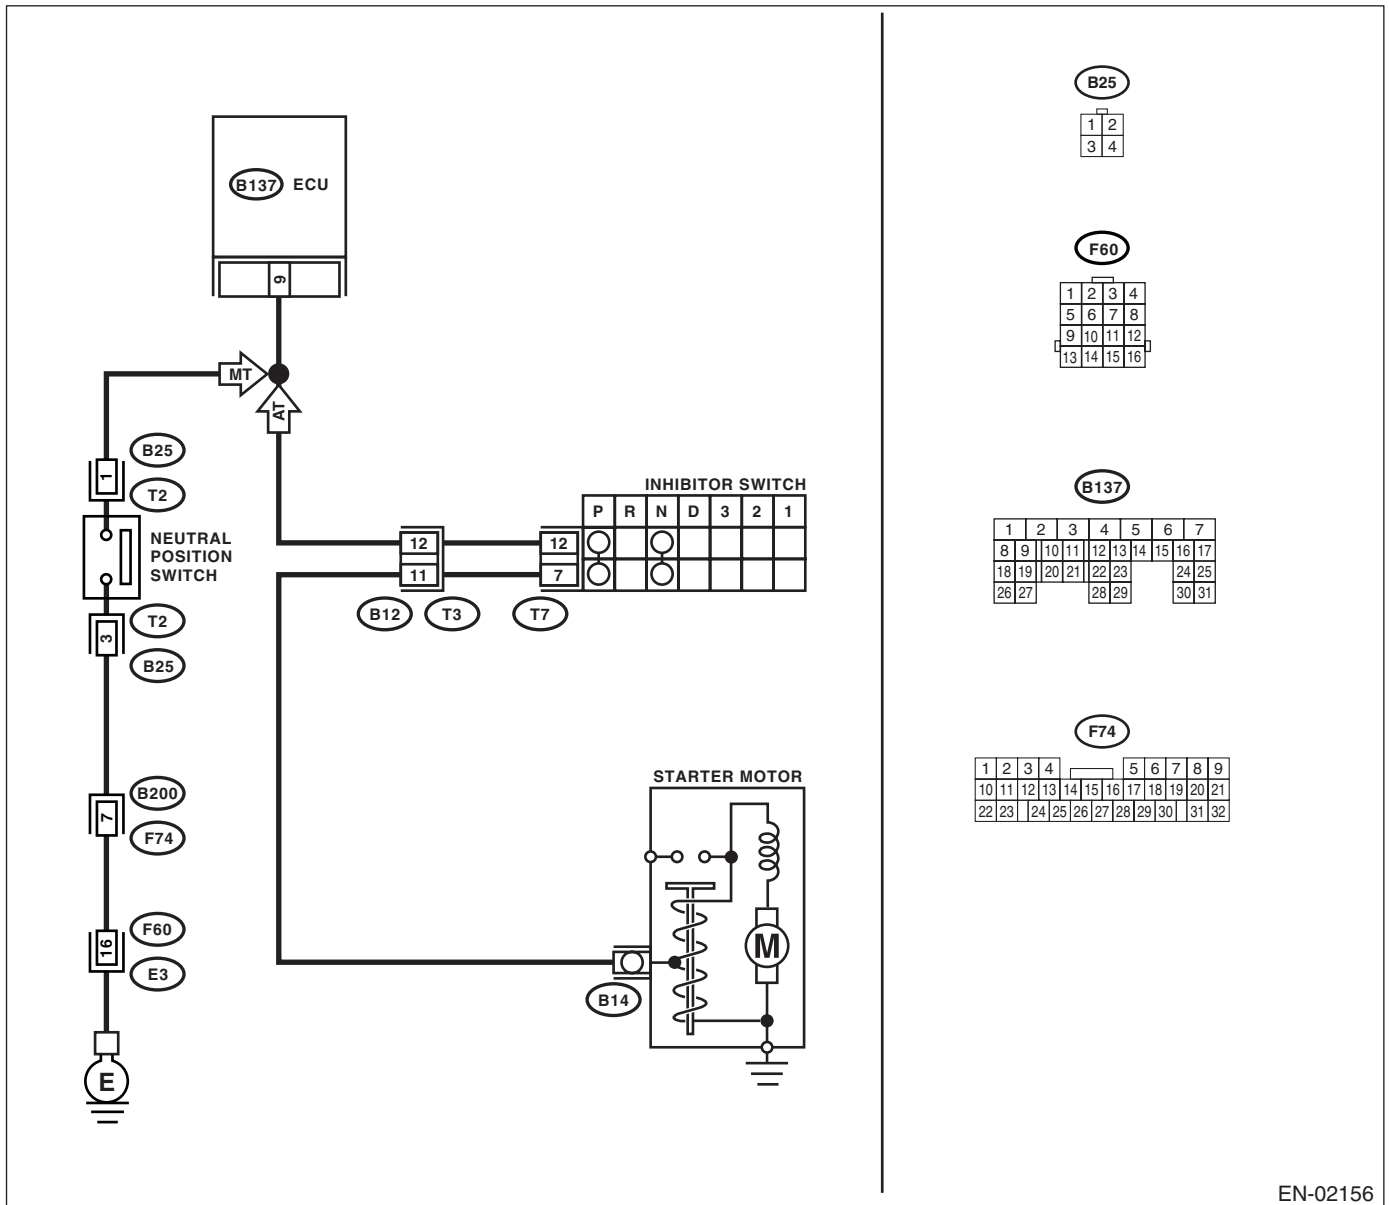 B137 ECU
9
MT
AT
B25
1
T2
NEUTRAL
POSITION
SWITCH
T2
3
B25
B200
7
F74
F60
16
E3
E
INHIBITOR SWITCH
P R N D 3 2 1
12 12
11 7
B12 T3 T7
STARTER MOTOR
M
B14
B25
1 2
3 4
F60
1 2 3 4
5 6 7 8
9 10 11 12
13 14 15 16
B137
1 2 3 4 5 6 7
8 9 10 11 12 13 14 15 16 17
18 19 20 21 22 23 24 25
26 27 28 29 30 31
F74
1 2 3 4 5 6 7 8 9
10 11 12 13 14 15 16 17 18 19 20 21
22 23 24 25 26 27 28 29 30 31 32
EN-02156